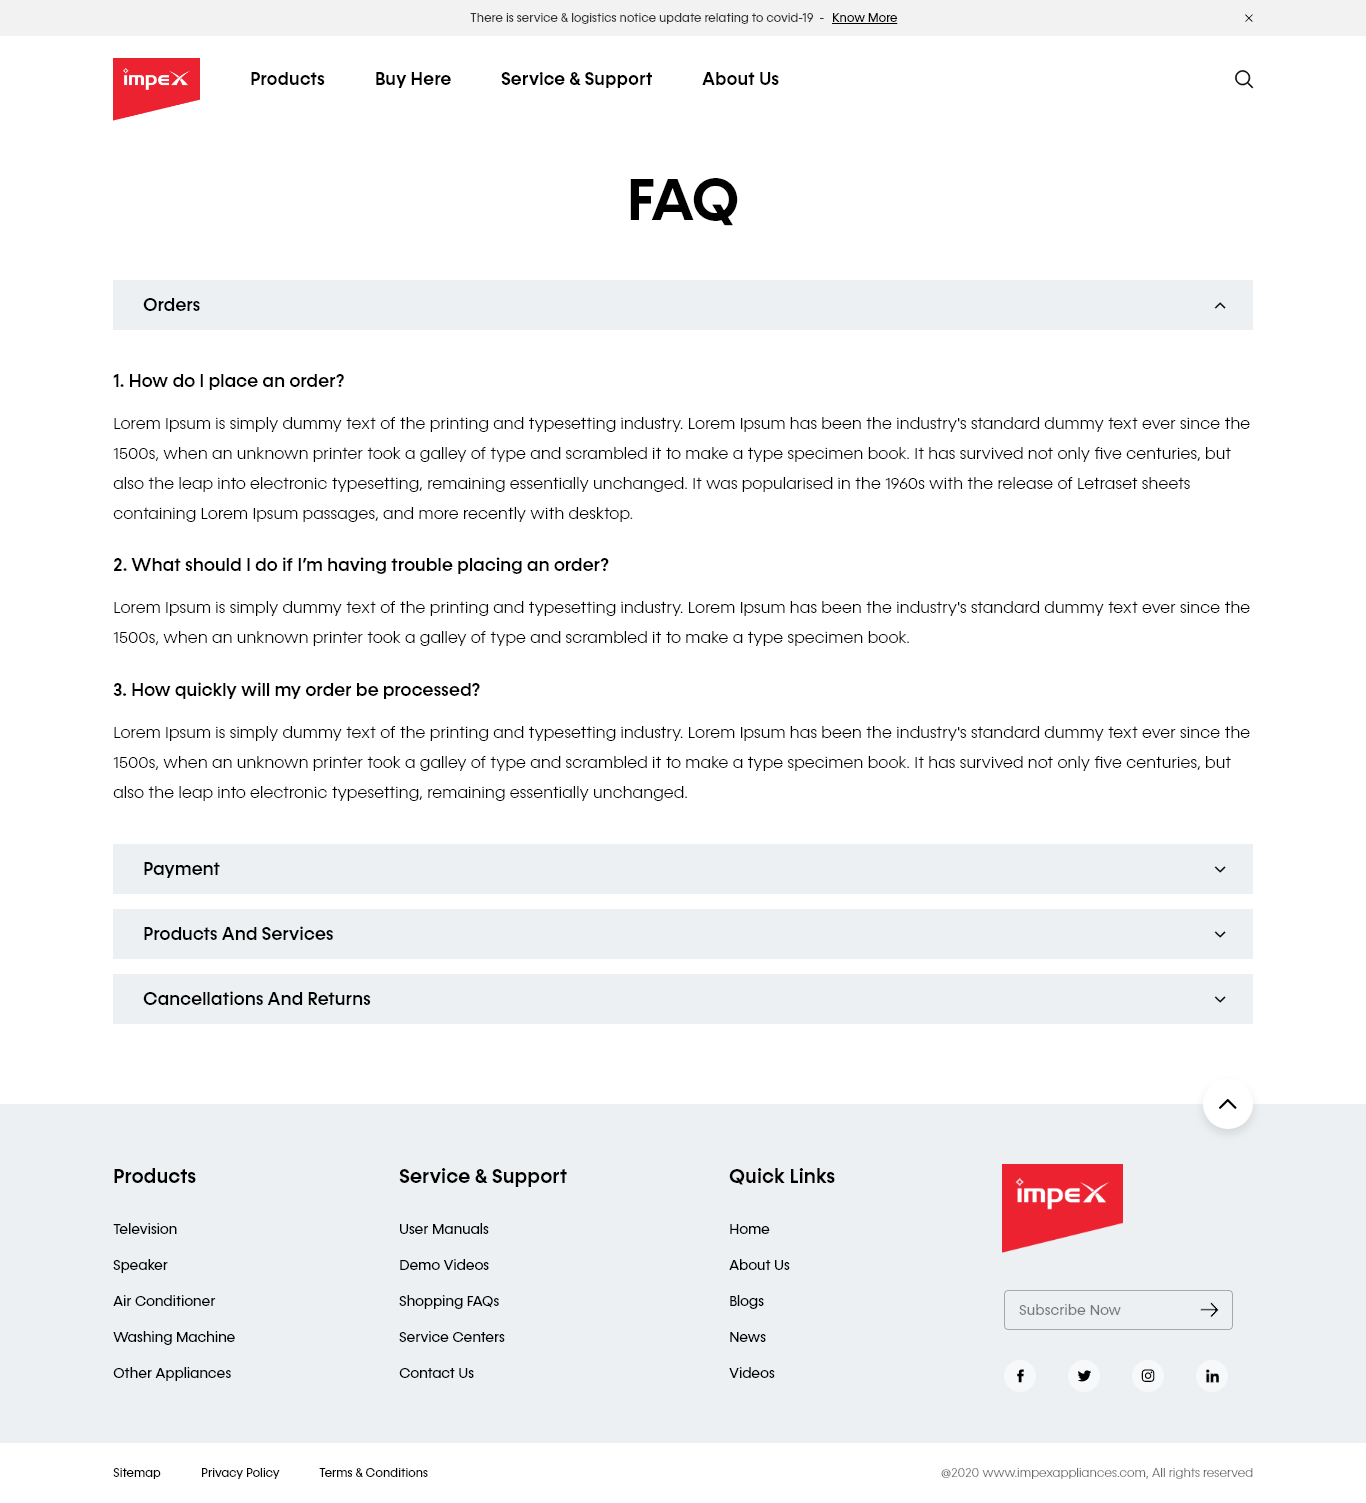 There is service & logistics notice update relating to covid-19 - Know More
impex
Products Buy Here Service & Support About Us
FAQ
Orders
1. How do I place an order?
Lorem Ipsum is simply dummy text of the printing and typesetting industry. Lorem Ipsum has been the industry's standard dummy text ever since the
1500s, when an unknown printer took a galley of type and scrambled it to make a type specimen book. It has survived not only five centuries, but
also the leap into electronic typesetting, remaining essentially unchanged. It was popularised in the 1960s with the release of Letraset sheets
containing Lorem Ipsum passages, and more recently with desktop.
2. What should I do if I’m having trouble placing an order?
Lorem Ipsum is simply dummy text of the printing and typesetting industry. Lorem Ipsum has been the industry's standard dummy text ever since the
1500s, when an unknown printer took a galley of type and scrambled it to make a type specimen book.
3. How quickly will my order be processed?
Lorem Ipsum is simply dummy text of the printing and typesetting industry. Lorem Ipsum has been the industry's standard dummy text ever since the
1500s, when an unknown printer took a galley of type and scrambled it to make a type specimen book. It has survived not only five centuries, but
also the leap into electronic typesetting, remaining essentially unchanged.
Payment
Products And Services
Cancellations And Returns
Products
Television
Speaker
Air Conditioner
Washing Machine
Other Appliances
Service & Support
User Manuals
Demo Videos
Shopping FAQs
Service Centers
Contact Us
Quick Links
Home
About Us
Blogs
News
Videos
impex
Subscribe Now
Sitemap Privacy Policy Terms & Conditions
@2020 www.impexappliances.com, All rights reserved